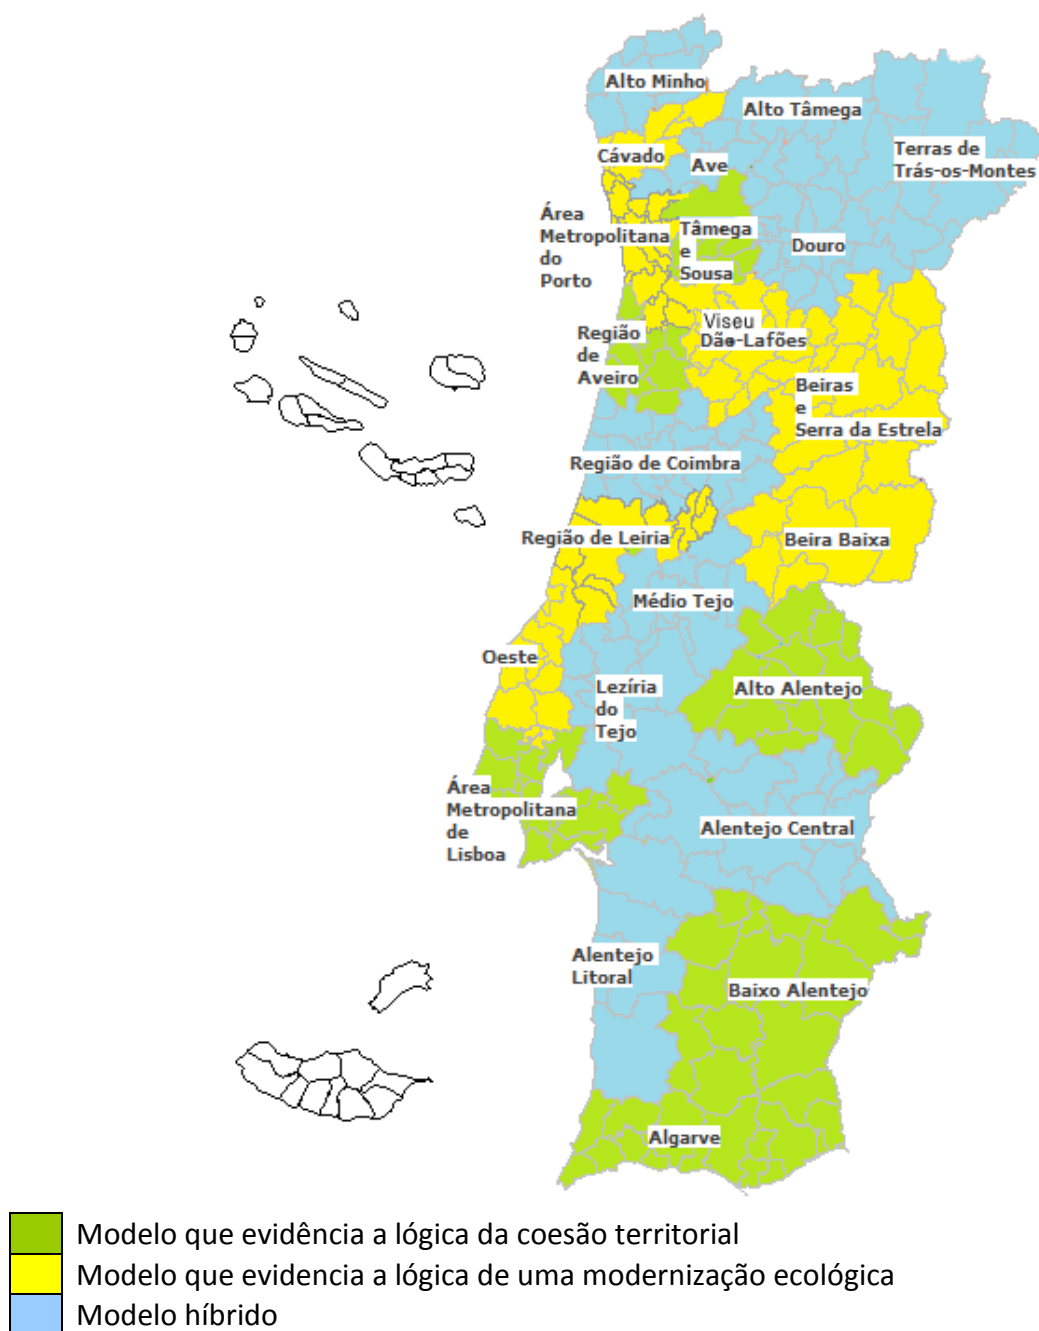 Alto Minho
Alto Tâmega
Terras de
Trás-os-Montes
Cávado
Ave
Área
Metropolitana
do
Porto
Tâmega
e
Sousa
Douro
Região
de
Aveiro
Viseu
Dão-Lafões
Beiras
e
Serra da Estrela
Região de Coimbra
Região de Leiria
Beira Baixa
Médio Tejo
Oeste
Lezíria
do
Tejo
Alto Alentejo
Área
Metropolitana
de
Lisboa
Alentejo Central
Alentejo
Litoral
Baixo Alentejo
Algarve
Modelo que evidência a lógica da coesão territorial
Modelo que evidencia a lógica de uma modernização ecológica
Modelo híbrido